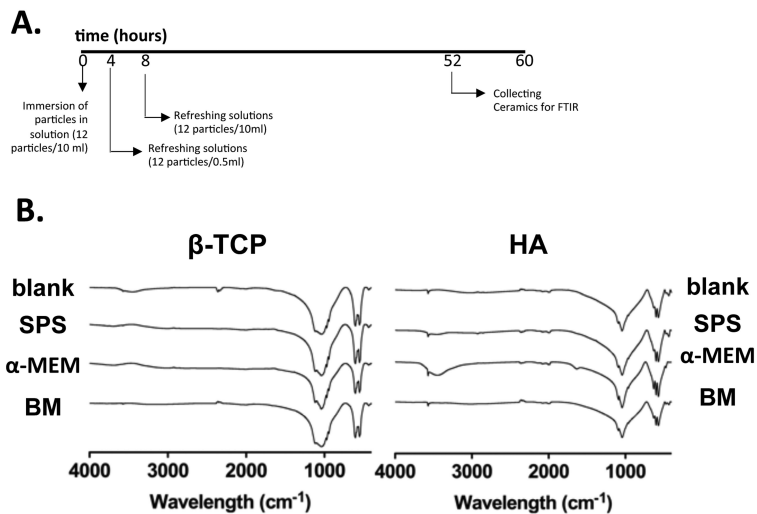 A.
time (hours)
0 4 8 52 60
Immersion of
particles in
solution (12
particles/10 ml)
Refreshing solutions
(12 particles/10ml)
Refreshing solutions
(12 particles/0.5ml)
Collecting
Ceramics for FTIR
B.
β-TCP
HA
blank
SPS
α-MEM
BM
blank
SPS
α-MEM
BM
4000 3000 2000 1000
Wavelength (cm-1)
4000 3000 2000 1000
Wavelength (cm-1)